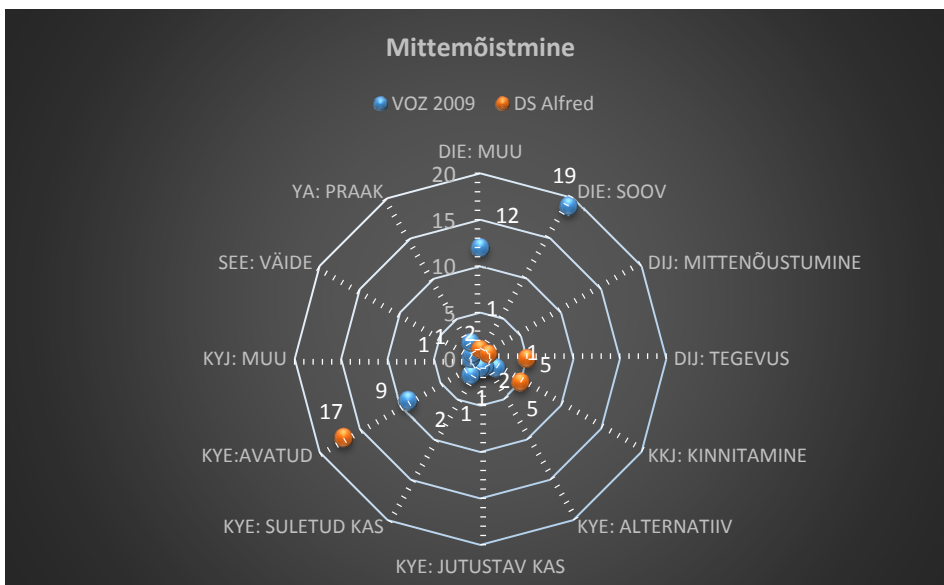 Mittemõistmine
VOZ 2009 DS Alfred
DIE: MUU
20
19
YA: PRAAK
DIE: SOOV
15
12
SEE: VÄIDE
10
DIJ: MITTENÕUSTUMINE
5
1
2
1
1
1
KYJ: MUU
0
5
DIJ: TEGEVUS
2
9
1
5
17
1
2
KYE:AVATUD
KKJ: KINNITAMINE
KYE: SULETUD KAS
KYE: ALTERNATIIV
KYE: JUTUSTAV KAS